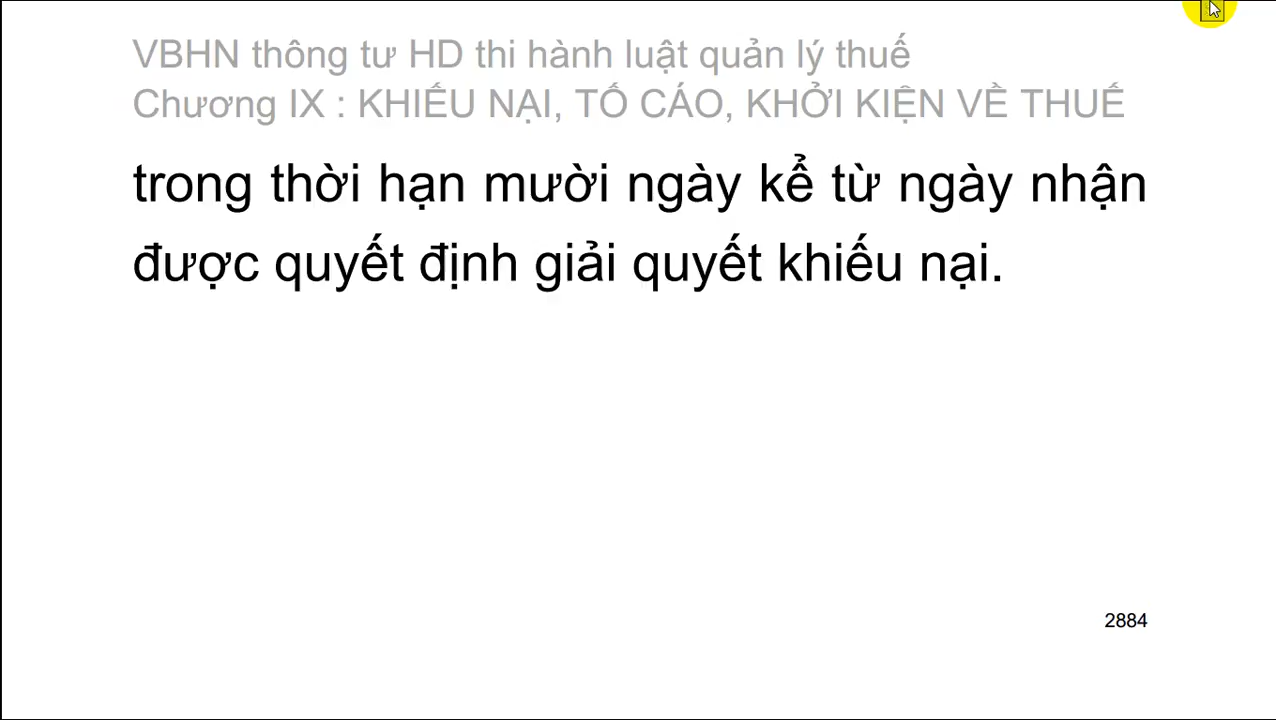 VBHN thông tư HD thi hành luật quản lý thuế
Chương IX : KHIẾU NẠI, TỐ CÁO, KHỞI KIỆN VỀ THUẾ
trong thời hạn mười ngày kể từ ngày nhận
được quyết định giải quyết khiếu nại.
2884